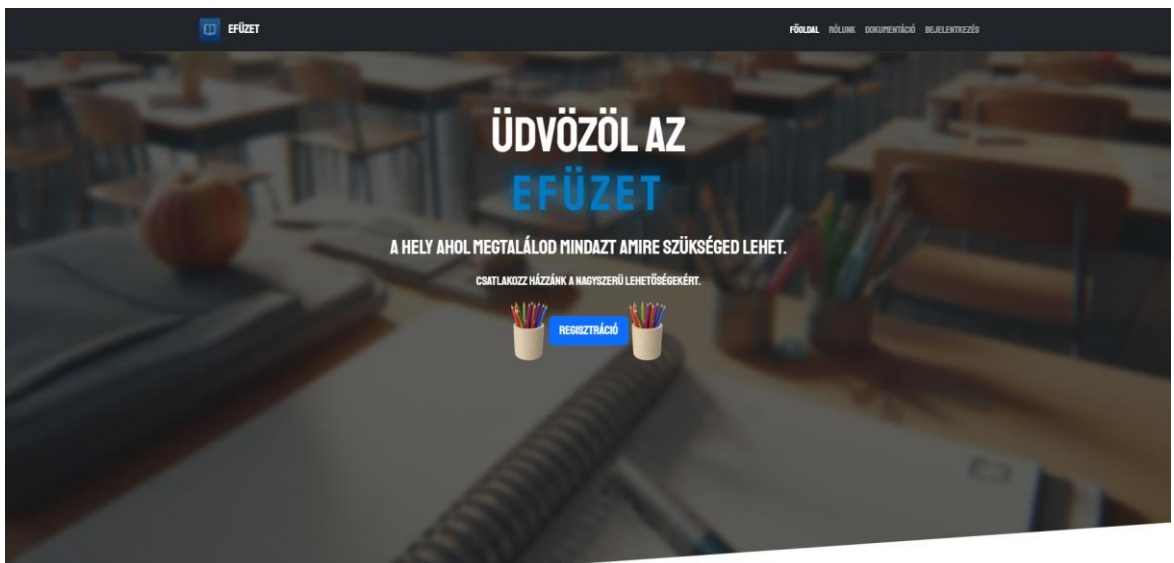 EFÜZET
FŐOLDAL RÓLUNK DOKUMENTÁCIÓ BEJELENTKEZÉS
ÜDVÖZÖL AZ
EFÜZET
A HELY AHOL MEGTALÁLOD MINDAZT AMIRE SZÜKSÉGED LEHET.
CSATLAKOZZ HÁZZÁNK A NAGYSZERŰ LEHETŐSÉGEKÉRT.
REGISZTRÁCIÓ